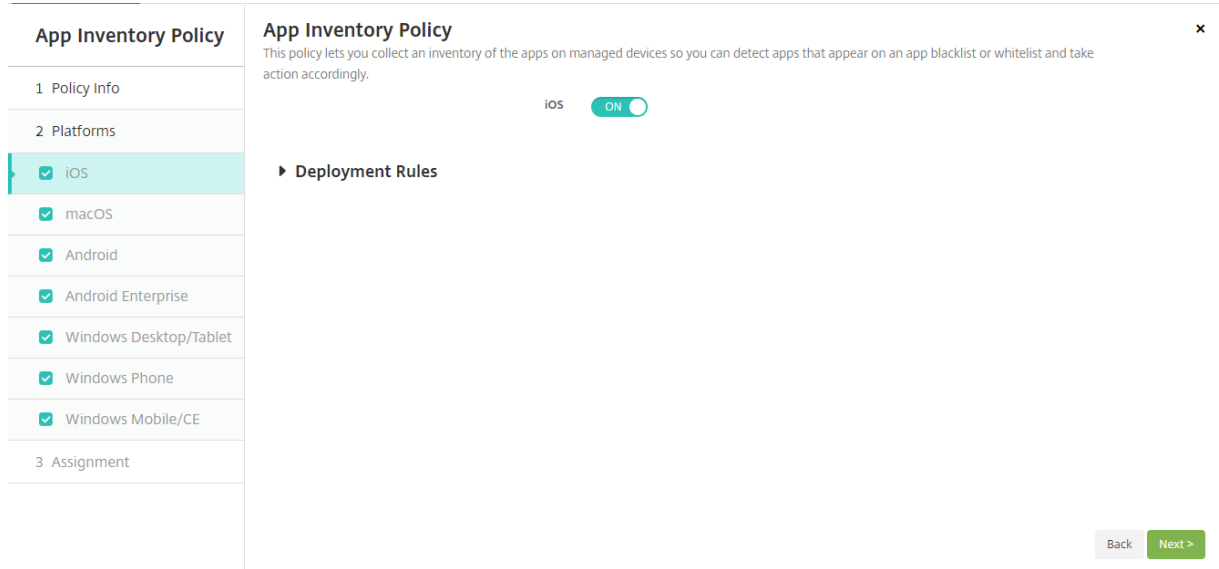 App Inventory Policy
1 Policy Info
2 Platforms
iOS
macOS
Android
Android Enterprise
Windows Desktop/Tablet
Windows Phone
Windows Mobile/CE
3 Assignment
App Inventory Policy
This policy lets you collect an inventory of the apps on managed devices so you can detect apps that appear on an app blacklist or whitelist and take
action accordingly.
iOS ON
Deployment Rules
Back Next >